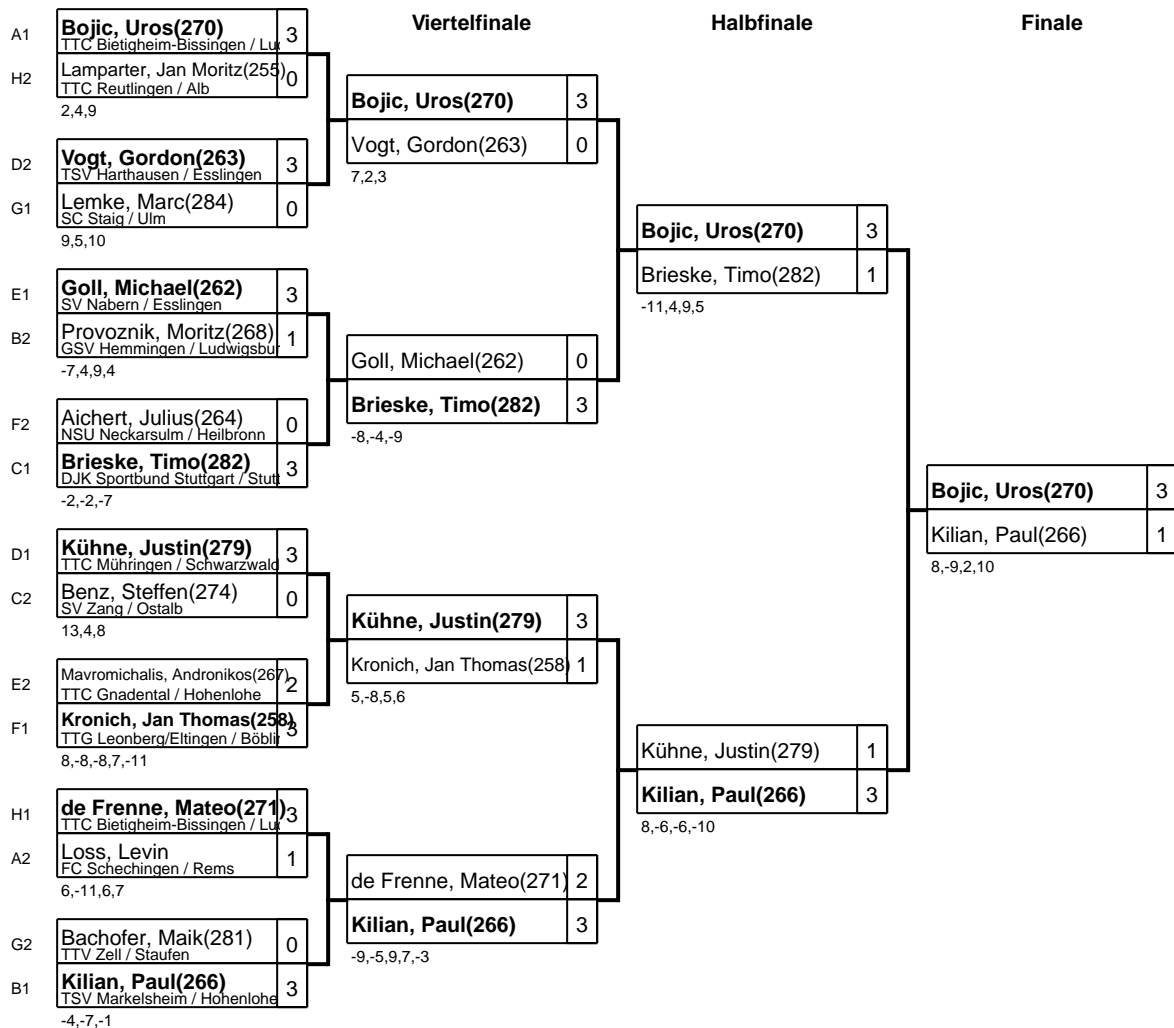 Viertelfinale
Halbfinale
Finale
A1
Bojic, Uros(270)
3
TTC Bietigheim-Bissingen / Lu
H2
Lamparter, Jan Moritz(255)
0
TTC Reutlingen / Alb
2,4,9
D2
Vogt, Gordon(263)
3
TSV Harthausen / Esslingen
G1
Lemke, Marc(284)
0
SC Staig / Ulm
9,5,10
E1
Goll, Michael(262)
3
SV Nabern / Esslingen
B2
Provoznik, Moritz(268)
1
GSV Hemmingen / Ludwigsbur
-7,4,9,4
F2
Aichert, Julius(264)
0
NSU Neckarsulm / Heilbronn
C1
Brieske, Timo(282)
3
DJK Sportbund Stuttgart / Stutt
-2,-2,-7
D1
Kühne, Justin(279)
3
TTC Mühringen / Schwarzwald
C2
Benz, Steffen(274)
0
SV Zang / Ostalb
13,4,8
E2
Mavromichalis, Andronikos(267)
2
TTC Gnadental / Hohenlohe
F1
Kronich, Jan Thomas(258)
3
TTG Leonberg/Eltingen / Böblin
8,-8,-8,7,-11
H1
de Frenne, Mateo(271)
3
TTC Bietigheim-Bissingen / Lu
A2
Loss, Levin
1
FC Schechingen / Rems
6,-11,6,7
G2
Bachofer, Maik(281)
0
TTV Zell / Staufen
B1
Kilian, Paul(266)
3
TSV Markelsheim / Hohenlohe
-4,-7,-1
Bojic, Uros(270)
3
Vogt, Gordon(263)
0
7,2,3
Goll, Michael(262)
0
Brieske, Timo(282)
3
-8,-4,-9
Kühne, Justin(279)
3
Kronich, Jan Thomas(258)
1
5,-8,5,6
de Frenne, Mateo(271)
2
Kilian, Paul(266)
3
-9,-5,9,7,-3
Bojic, Uros(270)
3
Brieske, Timo(282)
1
-11,4,9,5
Kühne, Justin(279)
1
Kilian, Paul(266)
3
8,-6,-6,-10
Bojic, Uros(270)
3
Kilian, Paul(266)
1
8,-9,2,10